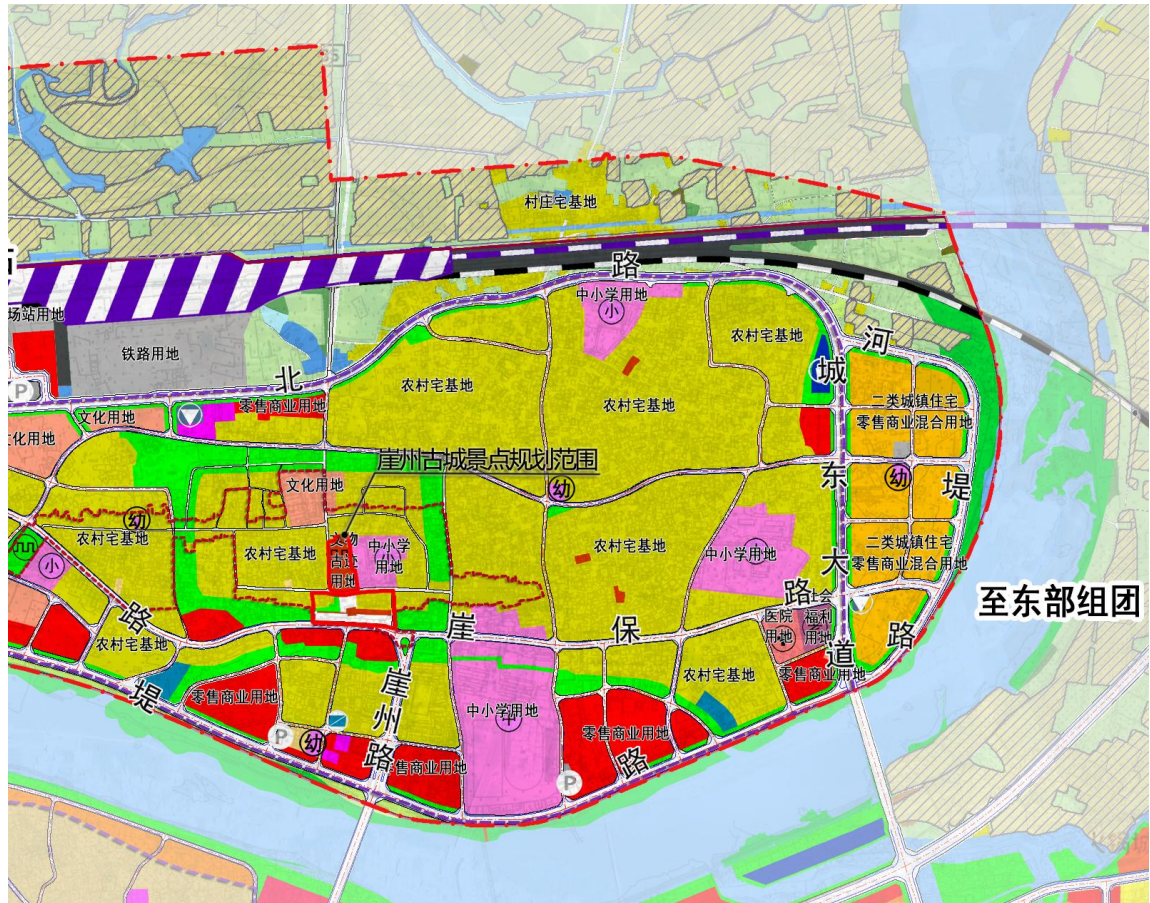 村庄宅基地
路
中小学用地
小
场站用地
铁路用地
农村宅基地
河
城
北
农村宅基地
农村宅基地
二类城镇住宅
零售商业混合用地
P
零售商业用地
文化用地
文化用地
崖州古城景点规划范围
文化用地
幼
东
幼
堤
幼
农村宅基地
农村宅基地
文物
古迹
用地
中小学
用地
农村宅基地
中小学用地
二类城镇住宅
零售商业混合用地
小
大
路
社会
福利
用地
医院
用地
至东部组团
路
崖
保
路
农村宅基地
道
农村宅基地
零售商业用地
堤
零售商业用地
崖
州
路
中小学用地
中
零售商业用地
P
幼
零售商业用地
路
P